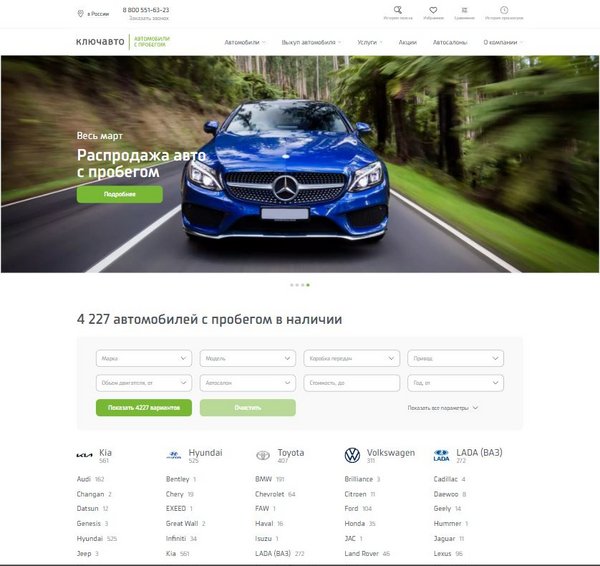 в России
8 800 551-63-23
Заказать звонок
История поиска
Избранное
Сравнение
История просмотров
КЛЮЧАВТО
АВТОМОБИЛИ
С ПРОБЕГОМ
Автомобили
Выкуп автомобиля
Услуги
Акции
Автосалоны
О компании
Весь март
Распродажа авто
с пробегом
Подробнее
4 227 автомобилей с пробегом в наличии
Марка
Модель
Коробка передач
Привод
Объем двигателя, от
Автосалон
Стоимость, до
Год, от
Показать 4227 вариантов
Очистить
Показать все параметры
Kia
561
Hyundai
525
Toyota
407
Volkswagen
311
LADA
LADA (ВАЗ)
272
Audi 182
Bentley 1
BMW 191
Brilliance 3
Cadillac 4
Changan 2
Chery 19
Chevrolet 64
Citroen 11
Daewoo 8
Datsun 12
EXEED 1
FAW 1
Ford 104
Geely 14
Genesis 3
Great Wall 2
Haval 16
Honda 35
Hummer 1
Hyundai 525
Infiniti 34
Isuzu 1
JAC 1
Jaguar 11
Jeep 3
Kia 561
LADA (ВАЗ) 272
Land Rover 46
Lexus 96